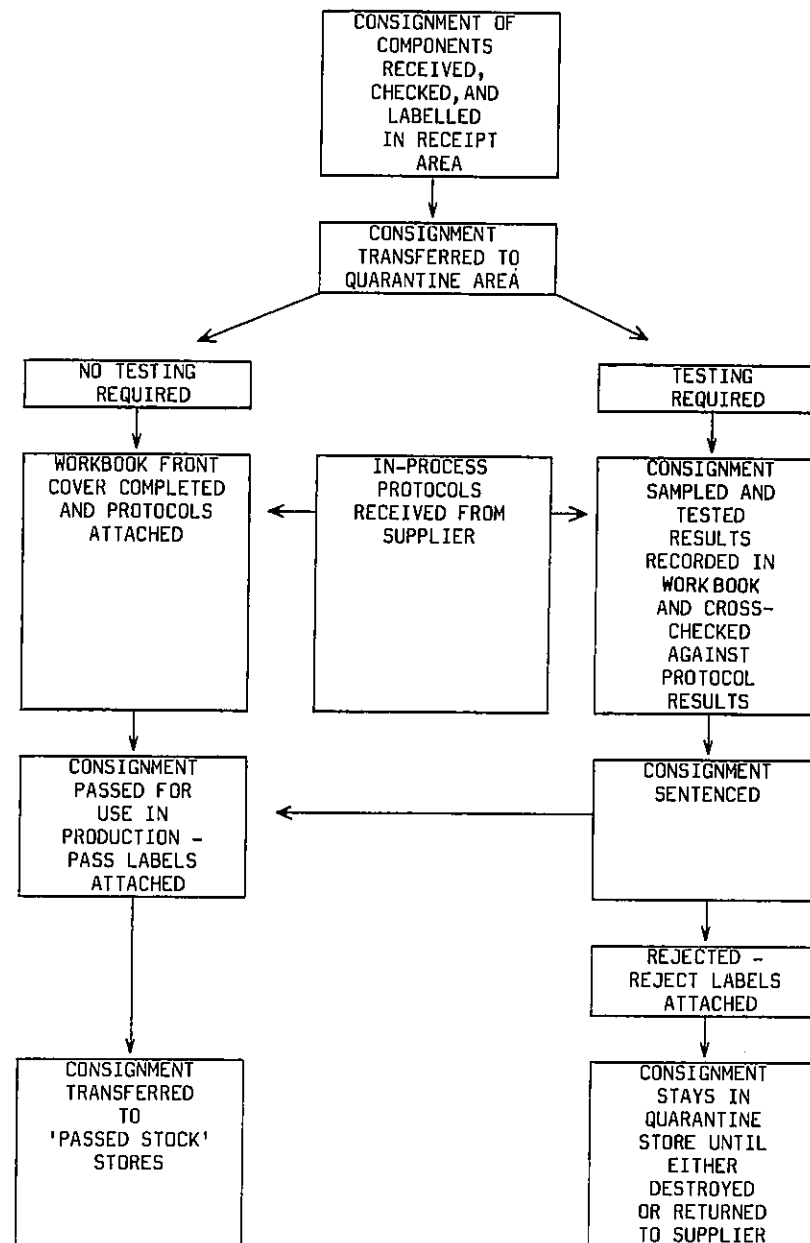 CONSIGNMENT OF
COMPONENTS
RECEIVED,
CHECKED, AND
LABELLED
IN RECEIPT
AREA
CONSIGNMENT
TRANSFERRED TO
QUARANTINE AREA
NO TESTING
REQUIRED
TESTING
REQUIRED
WORKBOOK FRONT
COVER COMPLETED
AND PROTOCOLS
ATTACHED
IN-PROCESS
PROTOCOLS
RECEIVED FROM
SUPPLIER
CONSIGNMENT
SAMPLED AND
TESTED
RESULTS
RECORDED IN
WORKBOOK
AND CROSS-
CHECKED
AGAINST
PROTOCOL
RESULTS
CONSIGNMENT
PASSED FOR
USE IN
PRODUCTION -
PASS LABELS
ATTACHED
CONSIGNMENT
SENTENCED
REJECTED -
REJECT LABELS
ATTACHED
CONSIGNMENT
TRANSFERRED
TO
'PASSED STOCK'
STORES
CONSIGNMENT
STAYS IN
QUARANTINE
STORE UNTIL
EITHER
DESTROYED
OR RETURNED
TO SUPPLIER